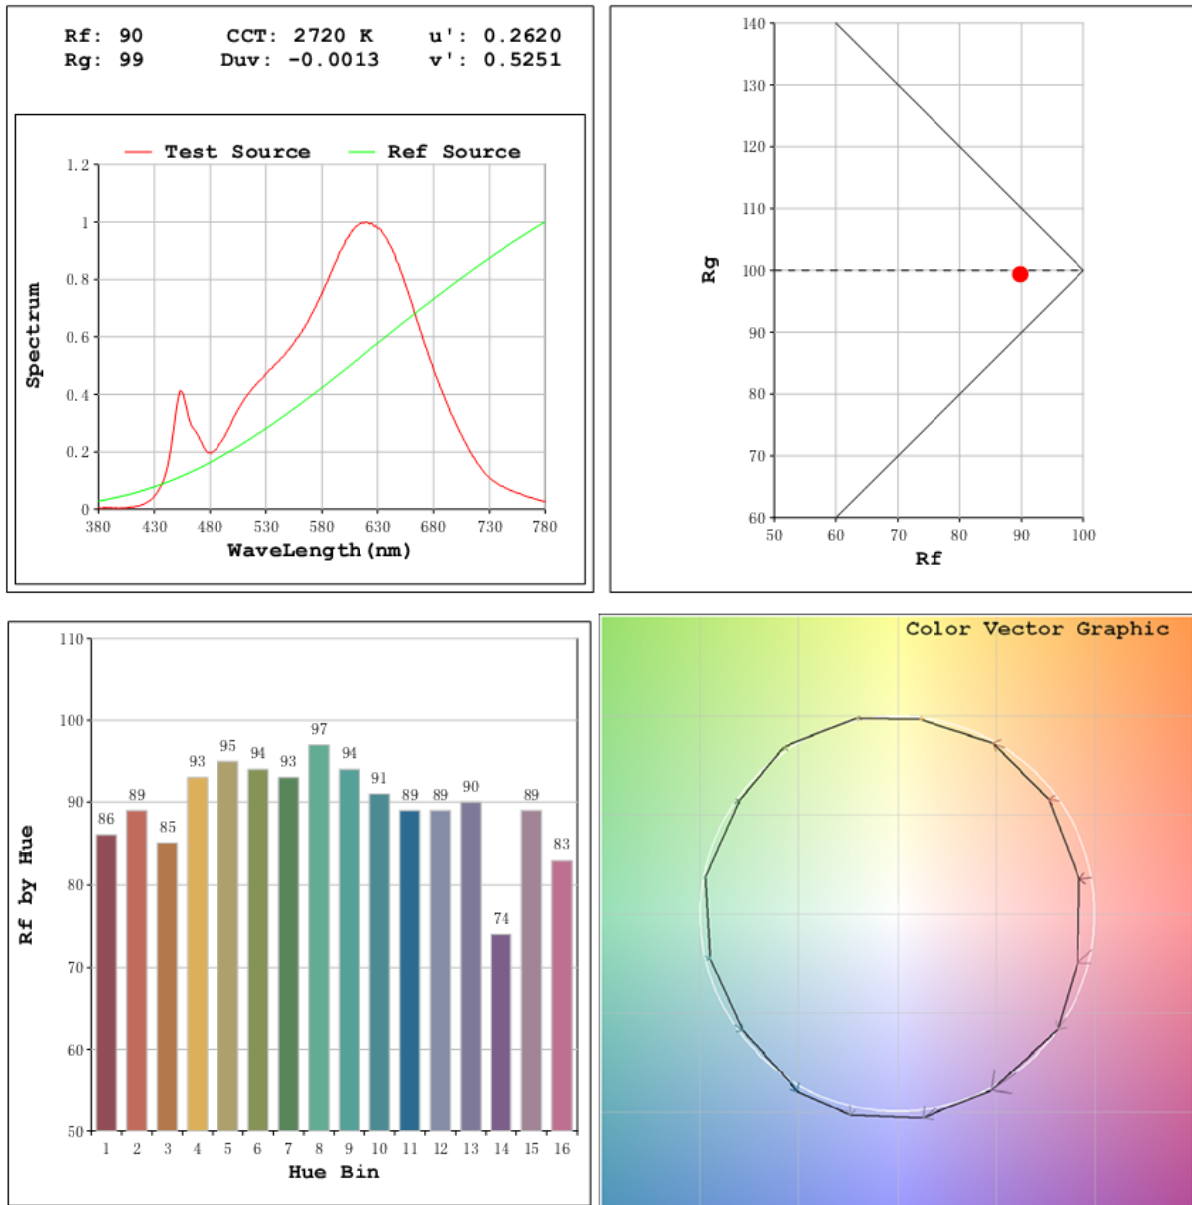 Rf: 90 CCT: 2720 K u': 0.2620
Rg: 99 Duv: -0.0013 v': 0.5251
Test Source Ref Source
Spectrum
1.2
1
0.8
0.6
0.4
0.2
0
380 430 480 530 580 630 680 730 780
WaveLength(nm)
Rg
140
130
120
110
100
90
80
70
60
50 60 70 80 90 100
Rf
Rf by Hue
110
100
90
80
70
60
50
86 89 85 93 95 94 93 97 94 91 89 89 90 74 89 83
1 2 3 4 5 6 7 8 9 10 11 12 13 14 15 16
Hue Bin
Color Vector Graphic